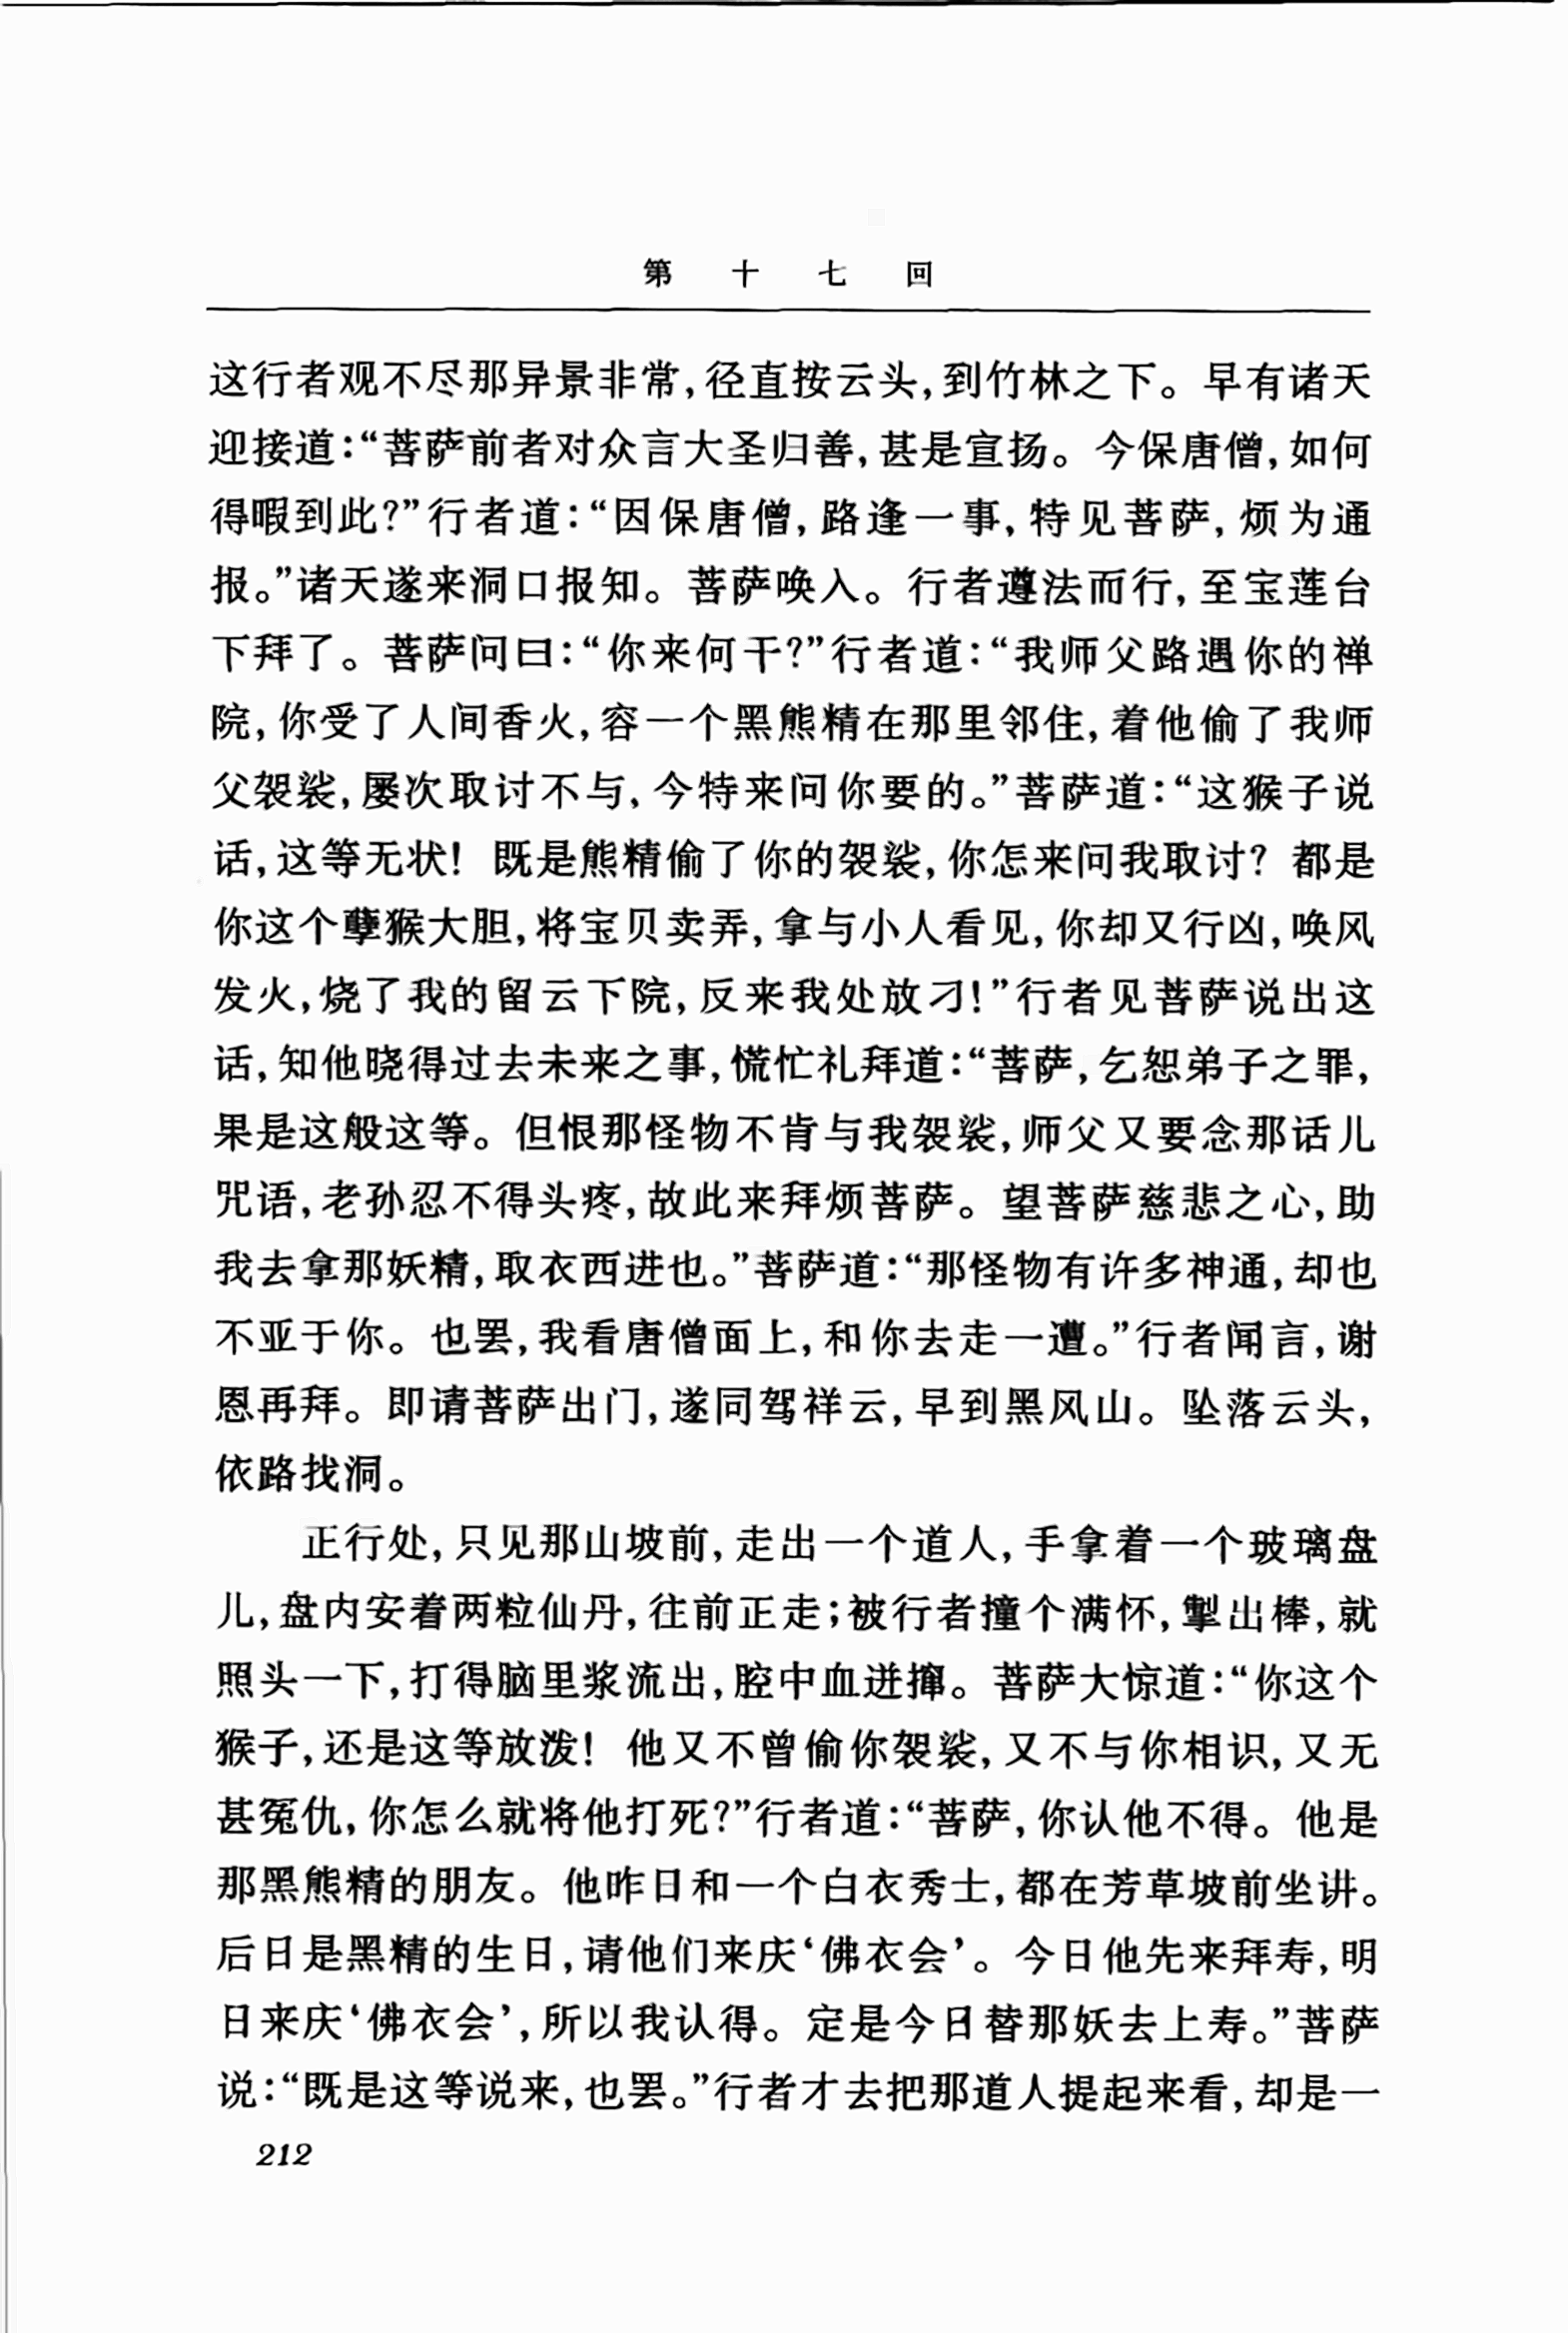 第十七回
这行者观不尽那异景非常,径直按云头,到竹林之下。早有诸天
迎接道:“菩萨前者对众言大圣归善,甚是宣扬。今保唐僧,如何
得暇到此?”行者道:“因保唐僧,路逢一事,特见菩萨,烦为通
报。”诸天遂来洞口报知。菩萨唤入。行者遵法而行,至宝莲台
下拜了。菩萨问曰:“你来何干?”行者道:“我师父路遇你的禅
院,你受了人间香火,容一个黑熊精在那里邻住,着他偷了我师
父袈裟,屡次取讨不与,今特来问你要的。”菩萨道:“这猴子说
话,这等无状! 既是熊精偷了你的袈裟,你怎来问我取讨? 都是
你这个孽猴大胆,将宝贝卖弄,拿与小人看见,你却又行凶,唤风
发火,烧了我的留云下院,反来我处放刁!”行者见菩萨说出这
话,知他晓得过去未来之事,慌忙礼拜道:“菩萨,乞恕弟子之罪,
果是这般这等。但恨那怪物不肯与我袈裟,师父又要念那话儿
咒语,老孙忍不得头疼,故此来拜烦菩萨。望菩萨慈悲之心,助
我去拿那妖精,取衣西进也。”菩萨道:“那怪物有许多神通,却也
不亚于你。也罢,我看唐僧面上,和你去走一遭。”行者闻言,谢
恩再拜。即请菩萨出门,遂同驾祥云,早到黑风山。坠落云头,
依路找洞。
正行处,只见那山坡前,走出一个道人,手拿着一个玻璃盘
儿,盘内安着两粒仙丹,往前正走;被行者撞个满怀,掣出棒,就
照头一下,打得脑里浆流出,腔中血迸撺。菩萨大惊道:“你这个
猴子,还是这等放泼! 他又不曾偷你袈裟,又不与你相识,又无
甚冤仇,你怎么就将他打死?”行者道:“菩萨,你认他不得。他是
那黑熊精的朋友。他昨日和一个白衣秀士,都在芳草坡前坐讲。
后日是黑精的生日,请他们来庆‘佛衣会’。今日他先来拜寿,明
日来庆‘佛衣会’,所以我认得。定是今日替那妖去上寿。”菩萨
说:“既是这等说来,也罢。”行者才去把那道人提起来看,却是一
212